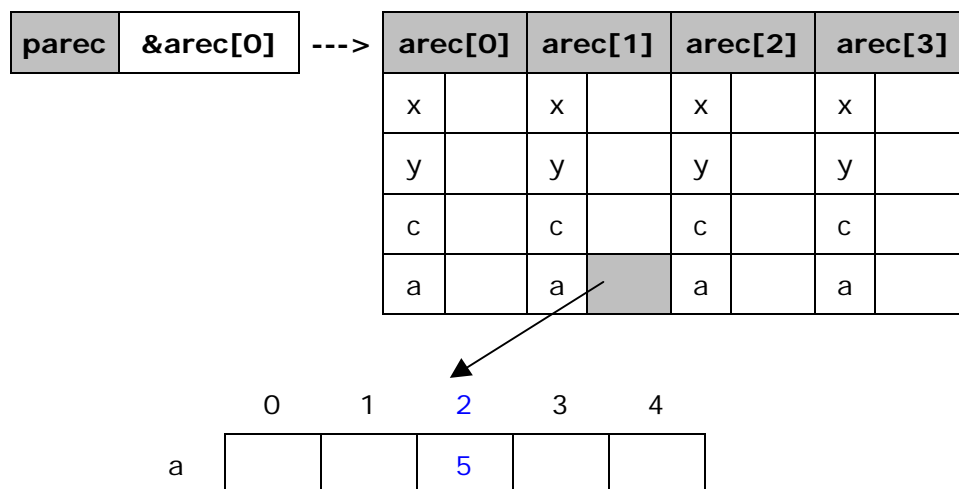 parec &arec[0] ---> arec[0] arec[1] arec[2] arec[3]
x x x x
y y y y
c c c c
a a a a
0 1 2 3 4
a 5